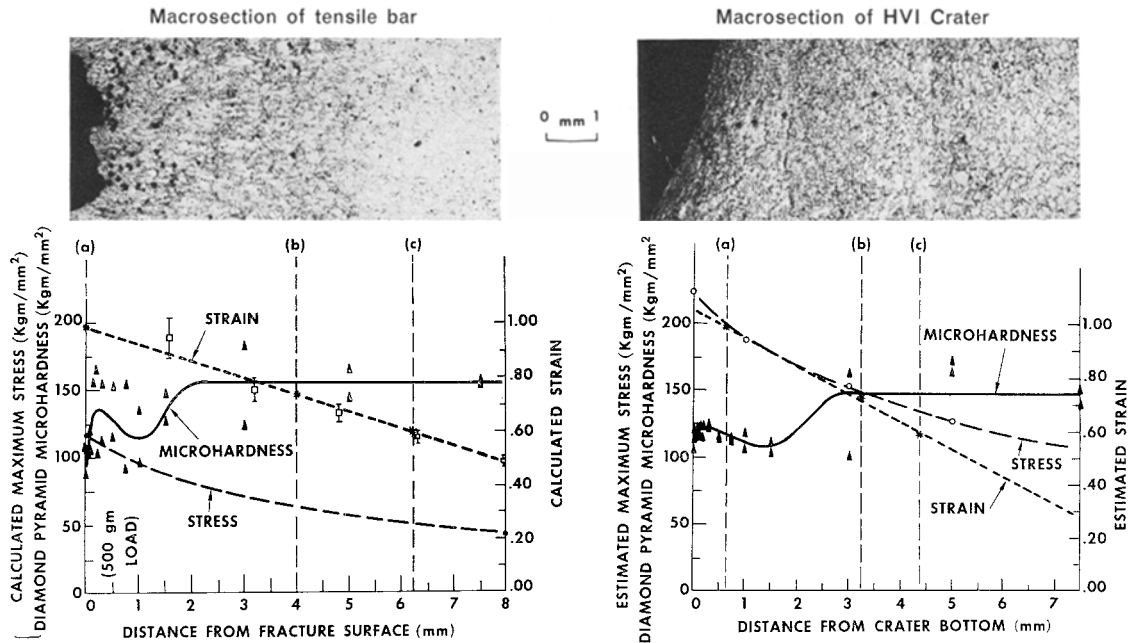 Macrosection of tensile bar
Macrosection of HVI Crater
0 mm 1
(a) (b) (c)
CALCULATED MAXIMUM STRESS (Kgm/mm²)
DIAMOND PYRAMID MICROHARDNESS (Kgm/mm²)
200
150
100
50
0
(500 gm
LOAD)
STRAIN
MICROHARDNESS
STRESS
1.00
.80
.60
.40
.20
.00
CALCULATED STRAIN
0 2 4 6 8
DISTANCE FROM FRACTURE SURFACE (mm)
(a) (b) (c)
ESTIMATED MAXIMUM STRESS (Kgm/mm²)
DIAMOND PYRAMID MICROHARDNESS Kgm/mm²
200
150
100
50
0
MICROHARDNESS
STRESS
STRAIN
1.00
.80
.60
.40
.20
.00
ESTIMATED STRAIN
0 1 2 3 4 5 6 7
DISTANCE FROM CRATER BOTTOM (mm)